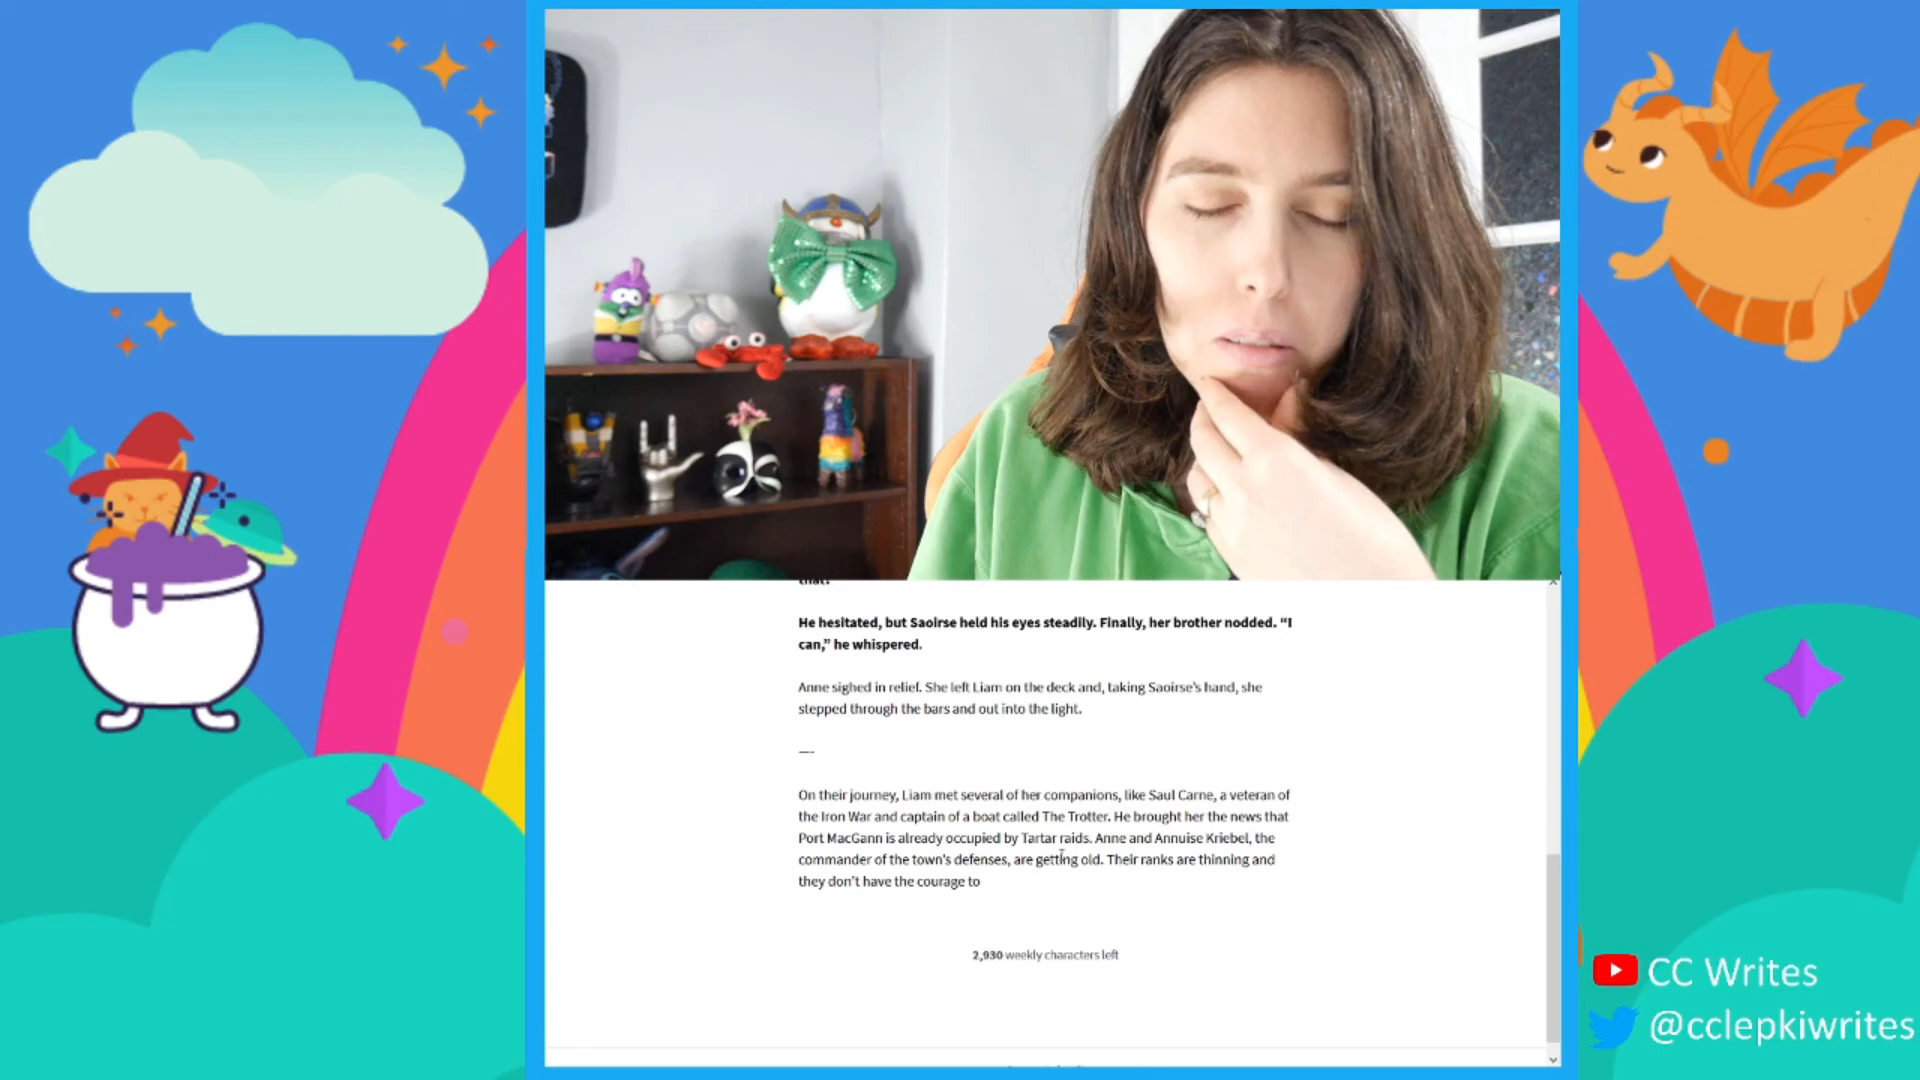 that.
He hesitated, but Saoirse held his eyes steadily. Finally, her brother nodded. “I
can,” he whispered.
Anne sighed in relief. She left Liam on the deck and, taking Saoirse’s hand, she
stepped through the bars and out into the light.
—-
On their journey, Liam met several of her companions, like Saul Carne, a veteran of
the Iron War and captain of a boat called The Trotter. He brought her the news that
Port MacGann is already occupied by Tartar raids. Anne and Annuise Kriebel, the
commander of the town’s defenses, are getting old. Their ranks are thinning and
they don’t have the courage to
2,930 weekly characters left
CC Writes
@cclepkiwrites